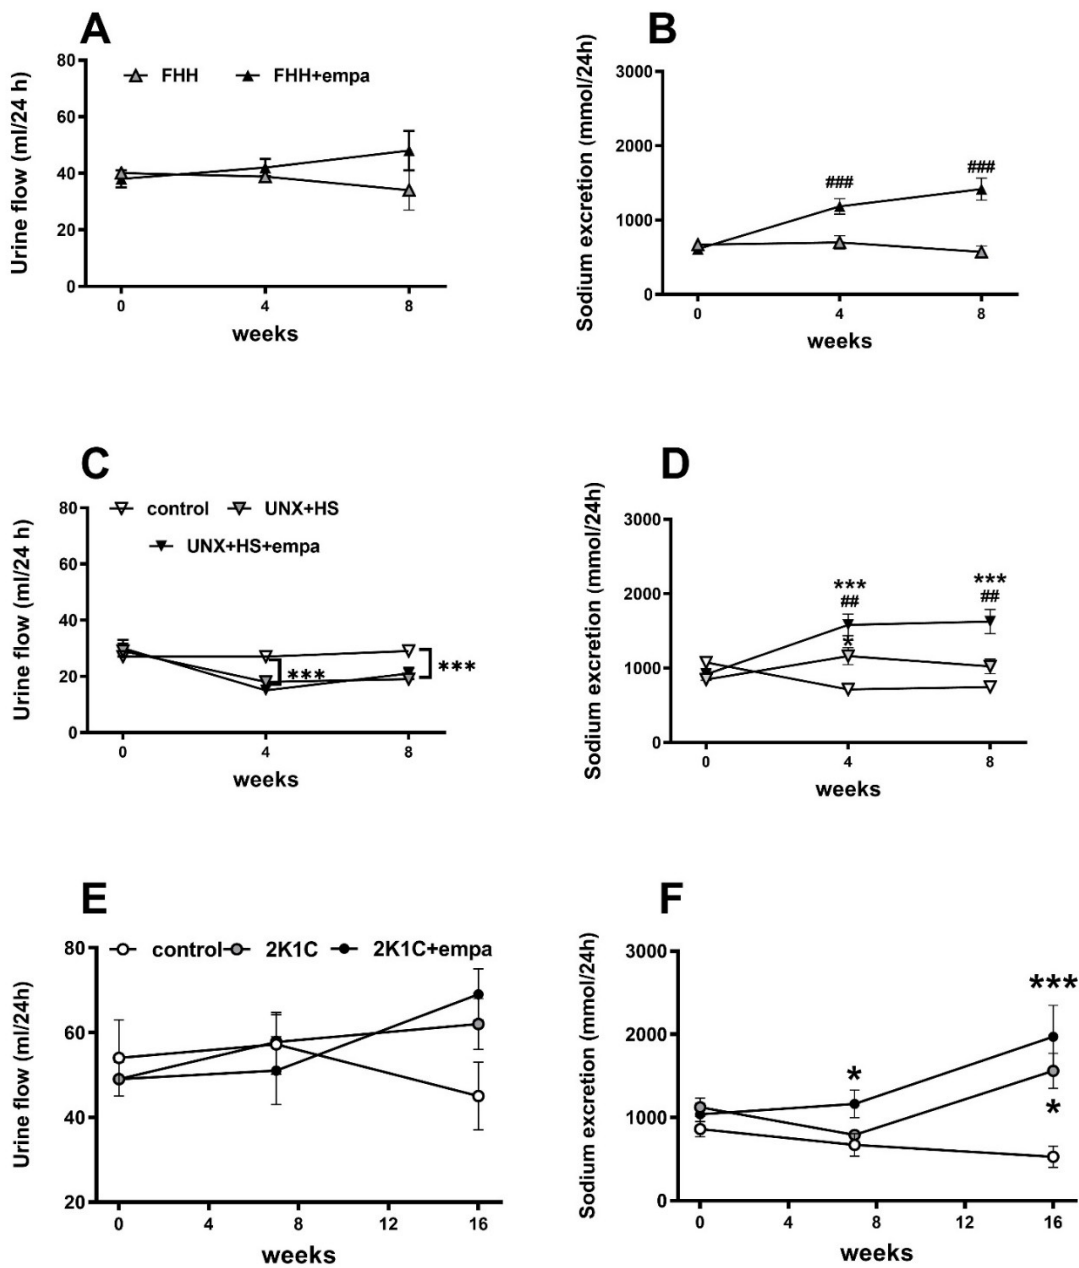 A
Urine flow (ml/24 h)
80
60
40
20
0
FHH
FHH+empa
0
4
8
weeks
B
Sodium excretion (mmol/24h)
3000
2000
1000
0
###
###
0
4
8
weeks
C
Urine flow (ml/24 h)
80
60
40
20
0
control
UNX+HS
UNX+HS+empa
***
***
0
4
8
weeks
D
Sodium excretion (mmol/24h)
3000
2000
1000
0
***
##
*
***
##
0
4
8
weeks
E
Urine flow (ml/24h)
80
60
40
20
control
2K1C
2K1C+empa
0
4
8
12
16
weeks
F
Sodium excretion (mmol/24h)
3000
2000
1000
0
*
***
*
0
4
8
12
16
weeks